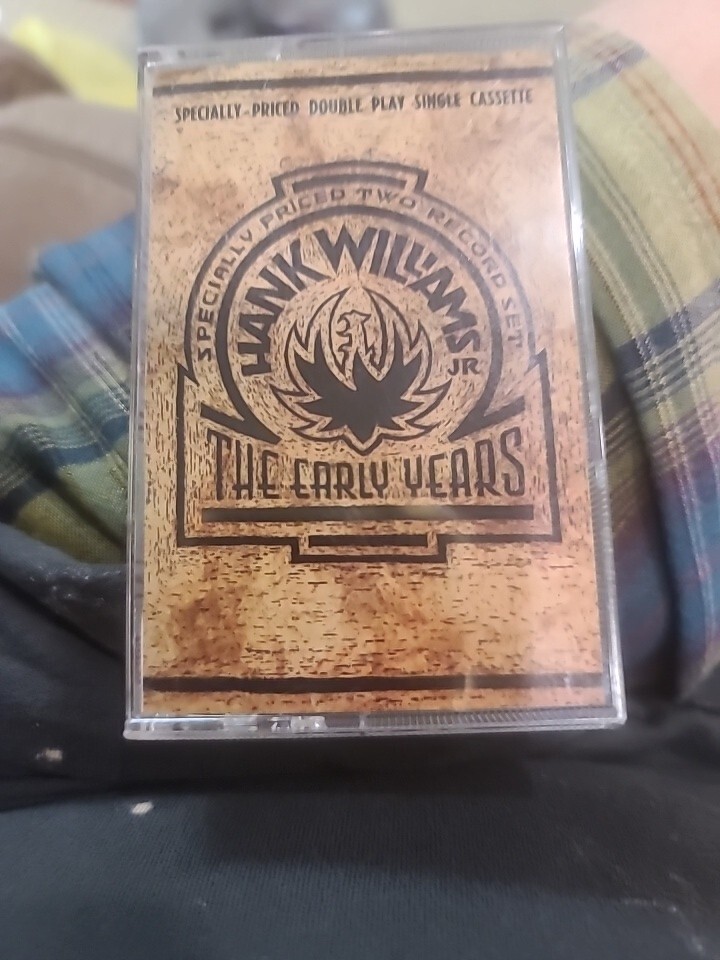 SPECIALLY-PRICED DOUBLE PLAY SINGLE CASSETTE
SPECIALLY PRICED TWO RECORD SET
HANK WILLIAMS JR
THE EARLY YEARS